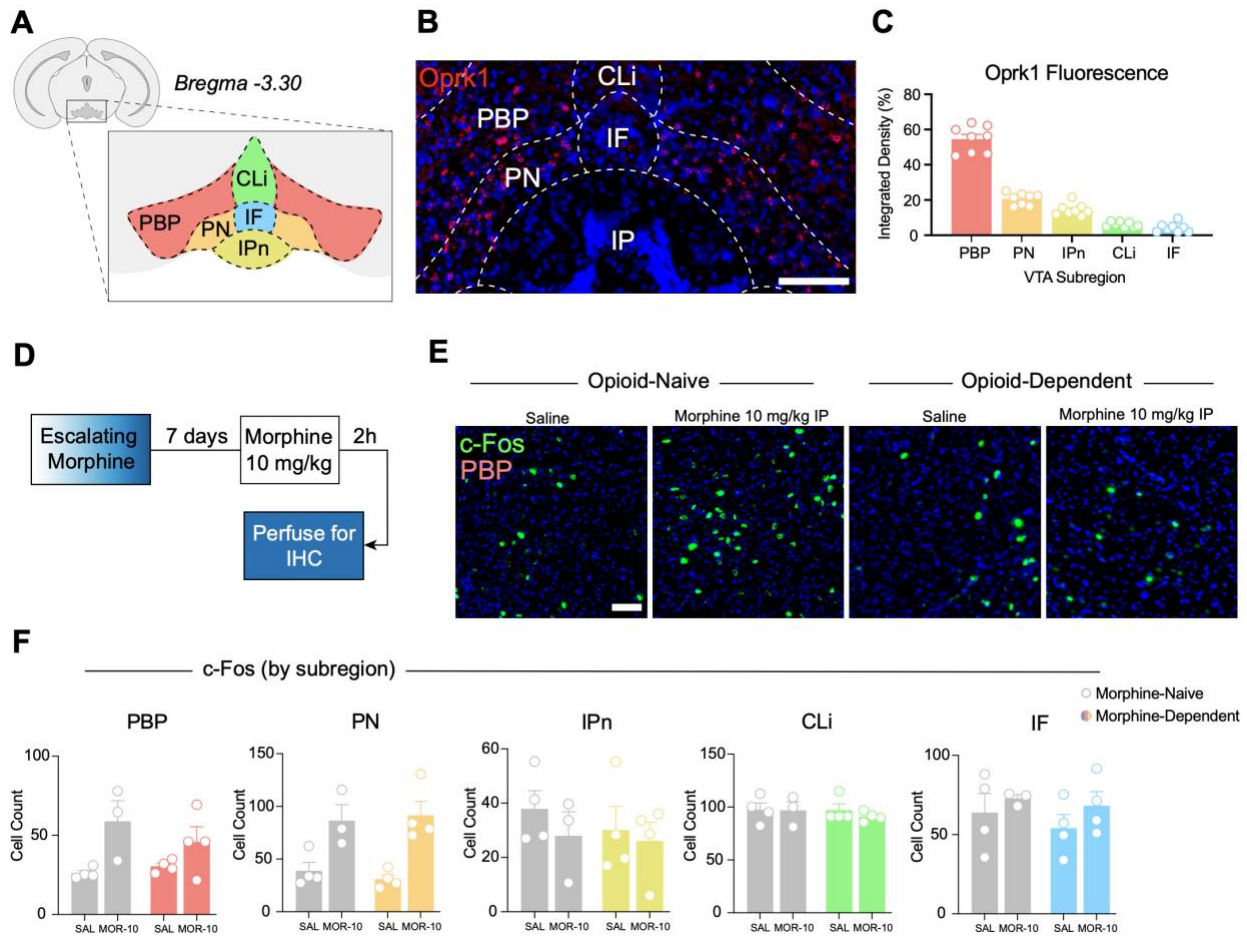 A
Bregma -3.30
CLi
PBP
PN
IF
IPn
B
Oprk1
CLi
PBP
IF
PN
IP
C
Oprk1 Fluorescence
Integrated Density (%)
80
60
40
20
0
PBP
PN
IPn
CLi
IF
VTA Subregion
D
Escalating
Morphine
7 days
Morphine
10 mg/kg
2h
Perfuse for
IHC
E
Opioid-Naive
Opioid-Dependent
Saline
Morphine 10 mg/kg IP
Saline
Morphine 10 mg/kg IP
c-Fos
PBP
F
c-Fos (by subregion)
Morphine-Naive
Morphine-Dependent
PBP
Cell Count
100
50
0
SAL MOR-10
SAL MOR-10
PN
Cell Count
150
100
50
0
SAL MOR-10
SAL MOR-10
IPn
Cell Count
60
40
20
0
SAL MOR-10
SAL MOR-10
CLi
Cell Count
150
100
50
0
SAL MOR-10
SAL MOR-10
IF
Cell Count
100
50
0
SAL MOR-10
SAL MOR-10